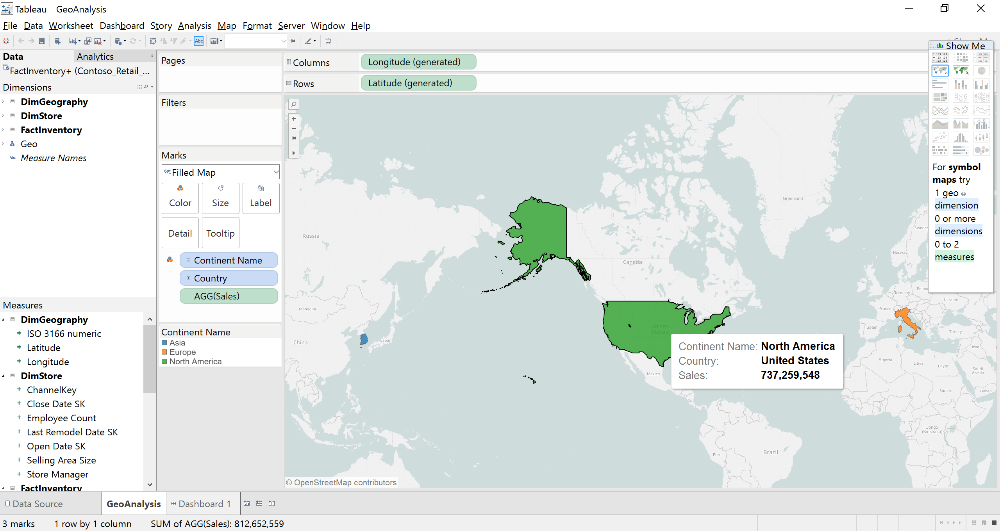 Tableau - GeoAnalysis
File Data Worksheet Dashboard Story Analysis Map Format Server Window Help
Abc
Show Me
Data
Analytics
FactInventory+ (Contoso_Retail_...
Dimensions
DimGeography
DimStore
FactInventory
Geo
Abc Measure Names
Measures
DimGeography
# ISO 3166 numeric
# Latitude
# Longitude
DimStore
# ChannelKey
# Close Date SK
# Employee Count
# Last Remodel Date SK
# Open Date SK
# Selling Area Size
# Store Manager
FactInventory
Pages
Filters
Marks
Filled Map
Color
Size
Abc
123
Label
Detail
Tooltip
Continent Name
Country
AGG(Sales)
Continent Name
Asia
Europe
North America
Columns
Longitude (generated)
Rows
Latitude (generated)
Greenland
Russia
Sweden
Norway
Canada
Poland
Germany
Ukraine
France
Mongolia
United
States
Spain
Turkey
China
Japan
Iraq
Algeria
Libya
Egypt
Saudi
Arabia
Mexico
Sudan
Yemen
Congo
(Kinshasa)
Brazil
Peru
Continent Name: North America
Country: United States
Sales: 737,259,548
© OpenStreetMap contributors
For symbol
maps try
1 geo
dimension
0 or more
dimensions
0 to 2
measures
Data Source
GeoAnalysis
Dashboard 1
3 marks 1 row by 1 column SUM of AGG(Sales): 812,652,559